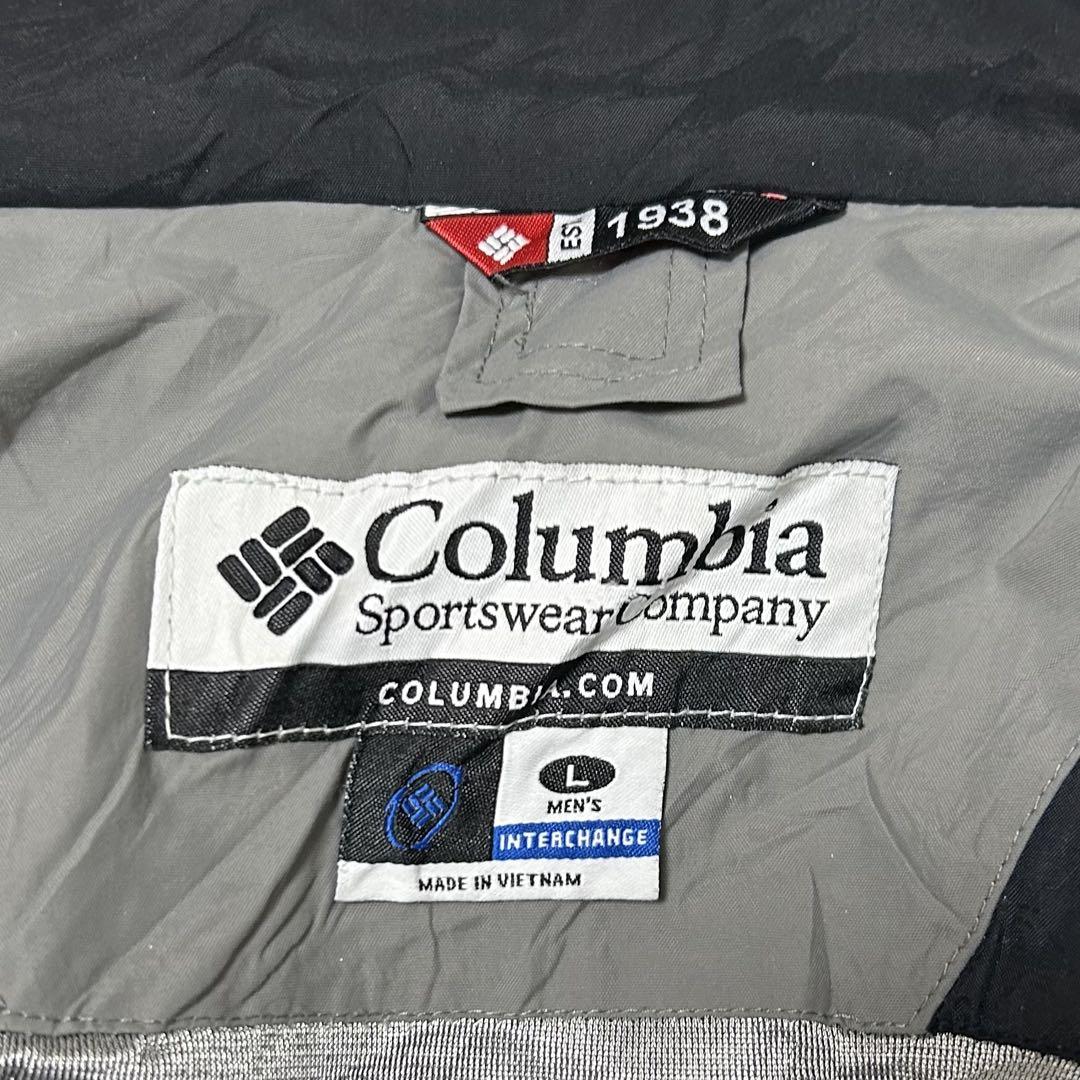 EST 1938
Columbia
Sportswear Company
COLUMBIA.COM
L
MEN'S
INTERCHANGE
MADE IN VIETNAM